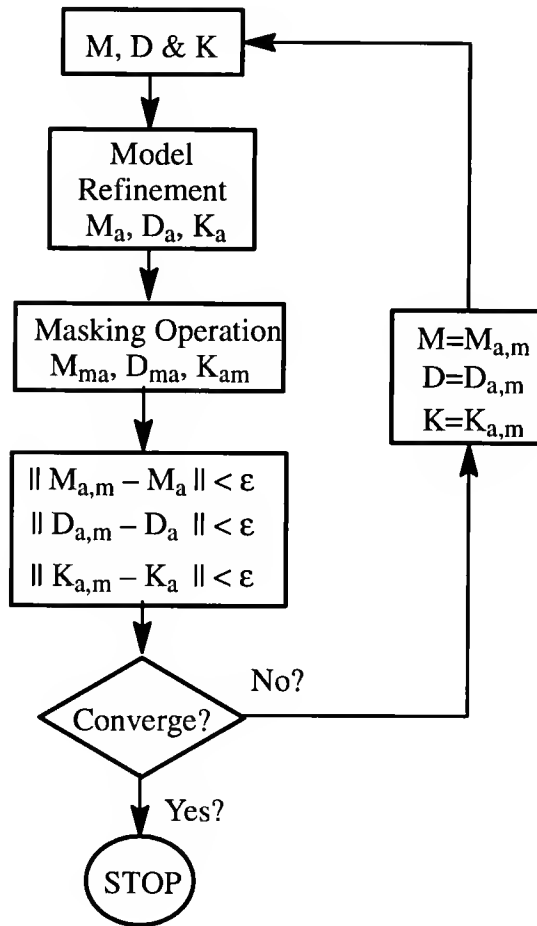 M, D & K
Model
Refinement
Mₐ, Dₐ, Kₐ
Masking Operation
Mₘₐ, Dₘₐ, Kₐₘ
|| Mₐ,ₘ – Mₐ || < ε
|| Dₐ,ₘ – Dₐ || < ε
|| Kₐ,ₘ – Kₐ || < ε
Converge?
No?
Yes?
STOP
M=Mₐ,ₘ
D=Dₐ,ₘ
K=Kₐ,ₘ